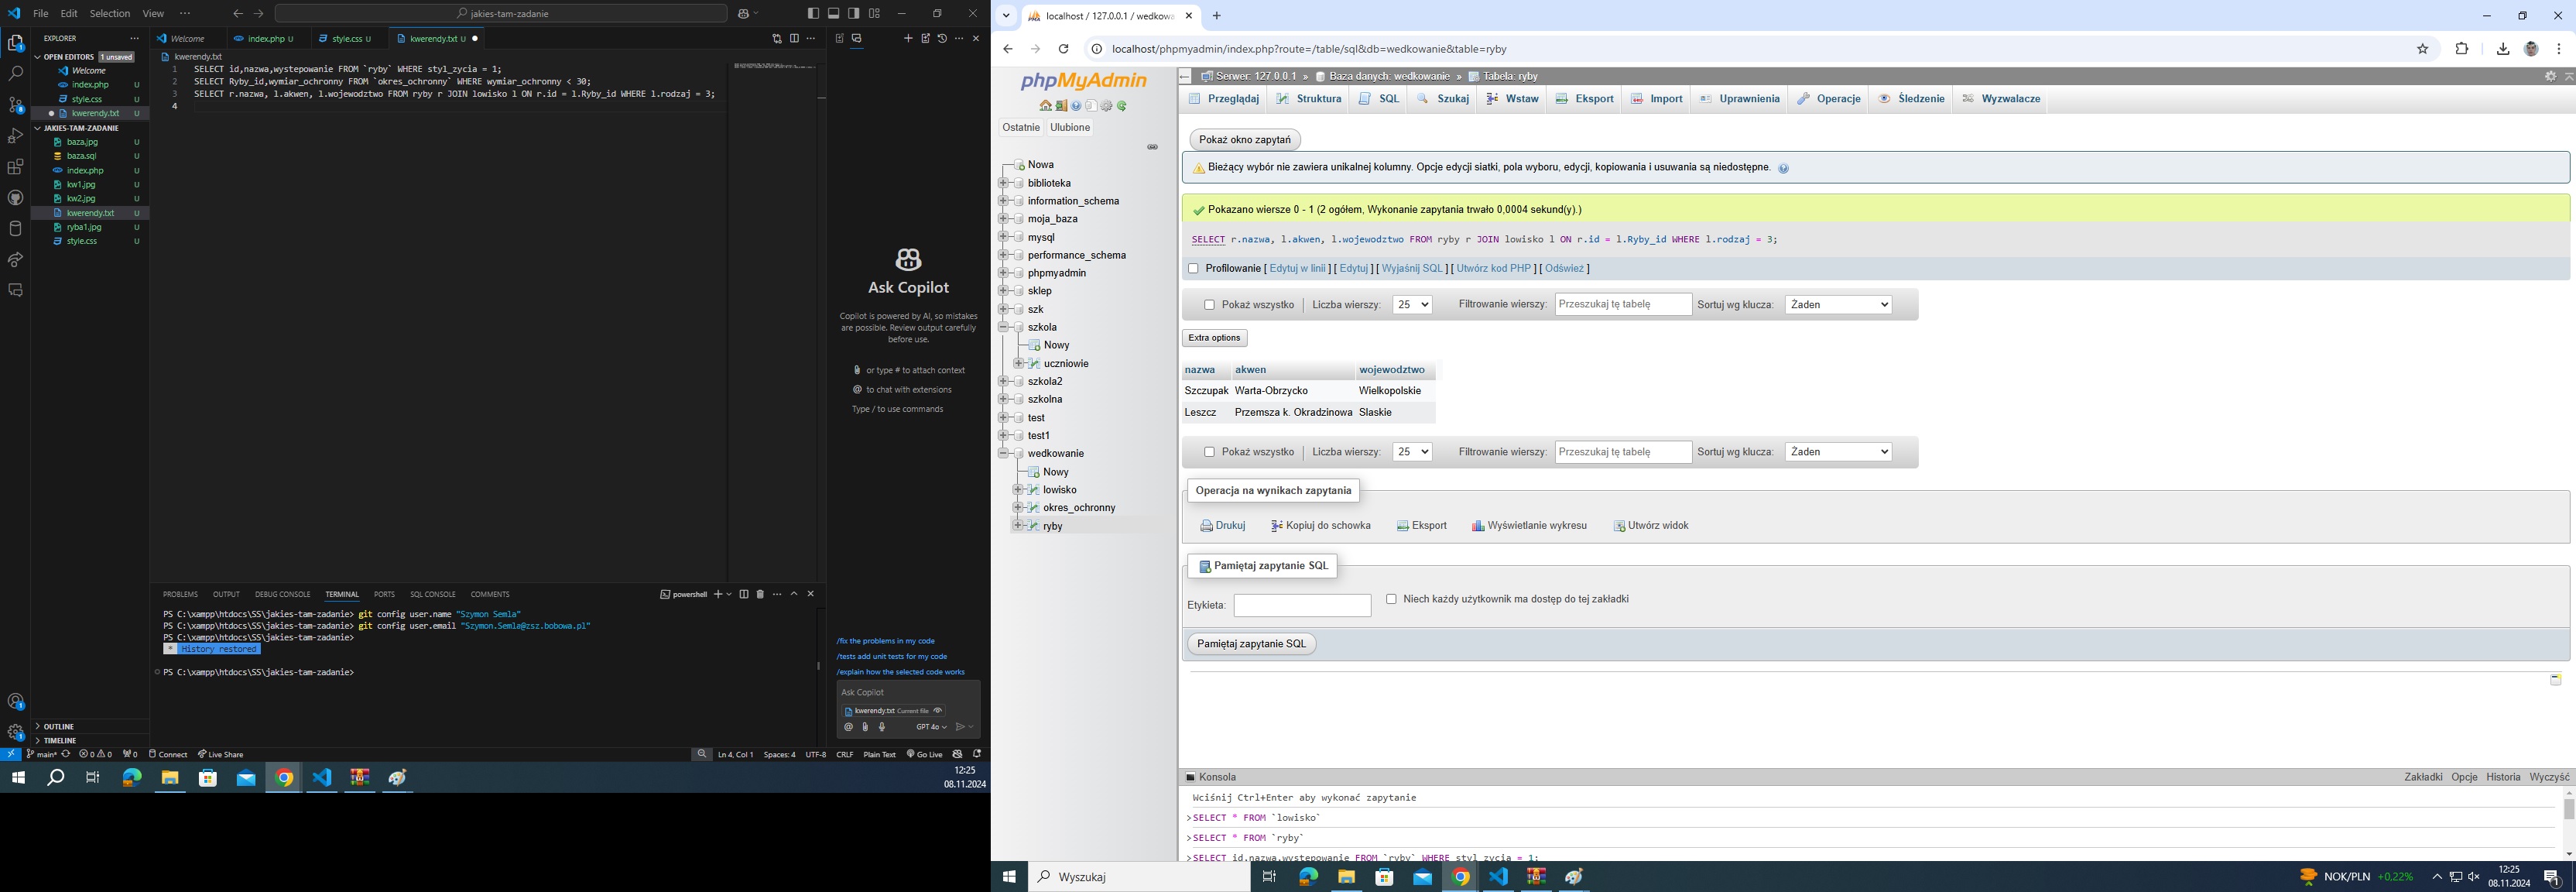 File Edit Selection View ··· jakies-tam-zadanie
EXPLORER
OPEN EDITORS 1 unsaved
Welcome
index.php U
style.css U
kwerendy.txt U
JAKIES-TAM-ZADANIE
baza.jpg U
baza.sql U
index.php U
kw1.jpg U
kw2.jpg U
kwerendy.txt U
ryba1.jpg U
style.css U
OUTLINE
TIMELINE
Welcome index.php U style.css U kwerendy.txt U
kwerendy.txt
1 SELECT id,nazwa,wystepowanie FROM `ryby` WHERE styl_zycia = 1;
2 SELECT Ryby_id,wymiar_ochronny FROM `okres_ochronny` WHERE wymiar_ochronny < 30;
3 SELECT r.nazwa, l.akwen, l.wojewodztwo FROM ryby r JOIN lowisko l ON r.id = l.Ryby_id WHERE l.rodzaj = 3;
4
PROBLEMS OUTPUT DEBUG CONSOLE TERMINAL PORTS SQL CONSOLE COMMENTS powershell
PS C:\xampp\htdocs\SS\jakies-tam-zadanie> git config user.name "Szymon Semla"
PS C:\xampp\htdocs\SS\jakies-tam-zadanie> git config user.email "Szymon.Semla@zsz.bobowa.pl"
PS C:\xampp\htdocs\SS\jakies-tam-zadanie>
* History restored
PS C:\xampp\htdocs\SS\jakies-tam-zadanie>
Ask Copilot
Copilot is powered by AI, so mistakes
are possible. Review output carefully
before use.
or type # to attach context
@ to chat with extensions
Type / to use commands
/fix the problems in my code
/tests add unit tests for my code
/explain how the selected code works
Ask Copilot
kwerendy.txt Current file
GPT 4o
main* 0 0 0 Connect Live Share Ln 4, Col 1 Spaces: 4 UTF-8 CRLF Plain Text Go Live
12:25
08.11.2024
localhost / 127.0.0.1 / wedkowa
localhost/phpmyadmin/index.php?route=/table/sql&db=wedkowanie&table=ryby
phpMyAdmin
Ostatnie Ulubione
Nowa
biblioteka
information_schema
moja_baza
mysql
performance_schema
phpmyadmin
sklep
szk
szkola
Nowy
uczniowie
szkola2
szkolna
test
test1
wedkowanie
Nowy
lowisko
okres_ochronny
ryby
Serwer: 127.0.0.1 » Baza danych: wedkowanie » Tabela: ryby
Przeglądaj Struktura SQL Szukaj Wstaw Eksport Import Uprawnienia Operacje Śledzenie Wyzwalacze
Pokaż okno zapytań
Bieżący wybór nie zawiera unikalnej kolumny. Opcje edycji siatki, pola wyboru, edycji, kopiowania i usuwania są niedostępne.
Pokazano wiersze 0 - 1 (2 ogółem, Wykonanie zapytania trwało 0,0004 sekund(y).)
SELECT r.nazwa, l.akwen, l.wojewodztwo FROM ryby r JOIN lowisko l ON r.id = l.Ryby_id WHERE l.rodzaj = 3;
Profilowanie [ Edytuj w linii ] [ Edytuj ] [ Wyjaśnij SQL ] [ Utwórz kod PHP ] [ Odśwież ]
Pokaż wszystko Liczba wierszy: 25 Filtrowanie wierszy: Przeszukaj tę tabelę Sortuj wg klucza: Żaden
Extra options
nazwa akwen wojewodztwo
Szczupak Warta-Obrzycko Wielkopolskie
Leszcz Przemsza k. Okradzinowa Slaskie
Pokaż wszystko Liczba wierszy: 25 Filtrowanie wierszy: Przeszukaj tę tabelę Sortuj wg klucza: Żaden
Operacja na wynikach zapytania
Drukuj Kopiuj do schowka Eksport Wyświetlanie wykresu Utwórz widok
Pamiętaj zapytanie SQL
Etykieta: Niech każdy użytkownik ma dostęp do tej zakładki
Pamiętaj zapytanie SQL
Konsola Zakładki Opcje Historia Wyczyść
Wciśnij Ctrl+Enter aby wykonać zapytanie
>SELECT * FROM `lowisko`
>SELECT * FROM `ryby`
>SELECT id,nazwa,wystepowanie FROM `ryby` WHERE styl_zycia = 1;
Wyszukaj NOK/PLN +0,22% 12:25
08.11.2024